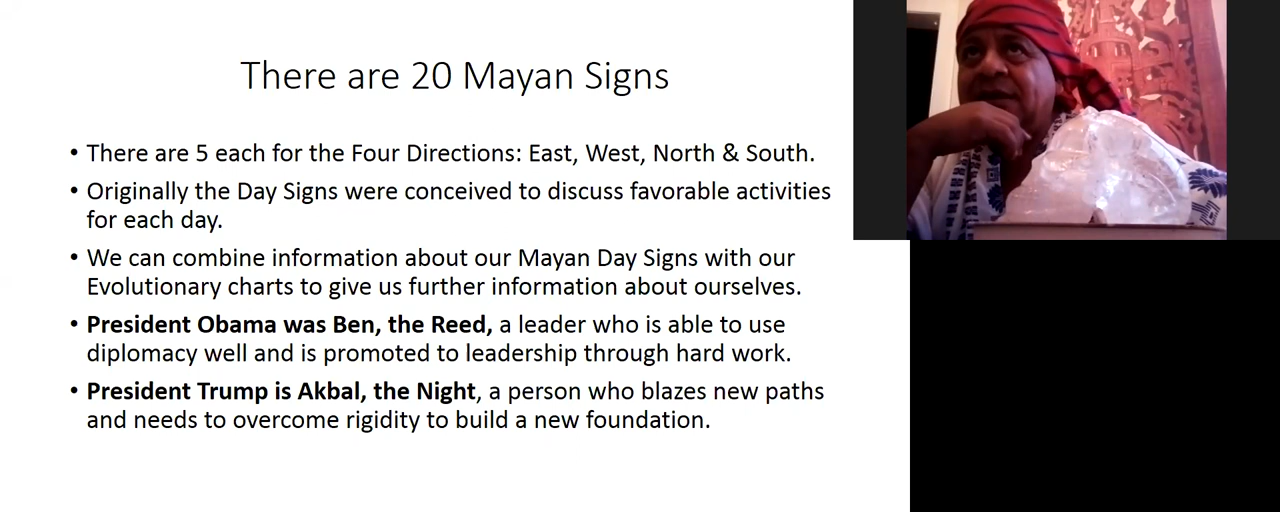 There are 20 Mayan Signs
• There are 5 each for the Four Directions: East, West, North & South.
• Originally the Day Signs were conceived to discuss favorable activities
for each day.
• We can combine information about our Mayan Day Signs with our
Evolutionary charts to give us further information about ourselves.
• President Obama was Ben, the Reed, a leader who is able to use
diplomacy well and is promoted to leadership through hard work.
• President Trump is Akbal, the Night, a person who blazes new paths
and needs to overcome rigidity to build a new foundation.